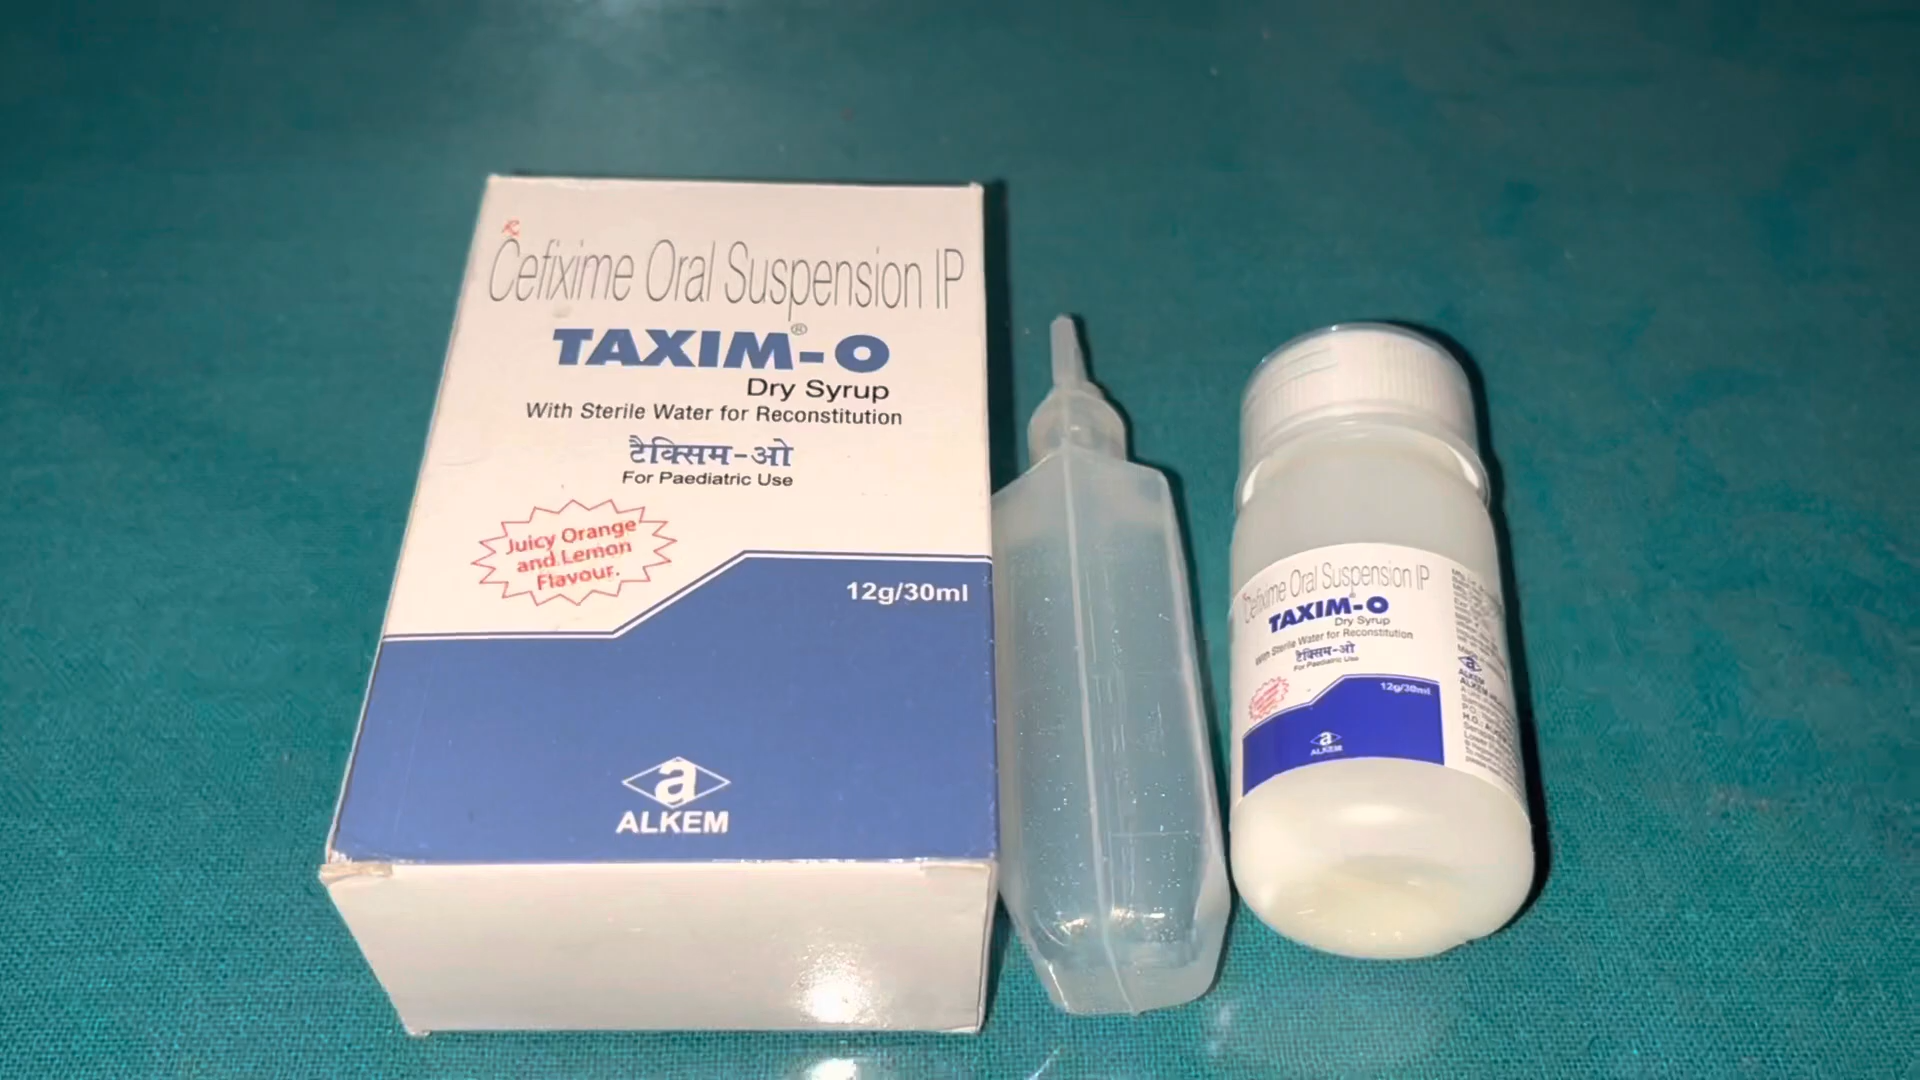 Rx
Cefixime Oral Suspension IP
TAXIM®-O
Dry Syrup
With Sterile Water for Reconstitution
टैक्सिम-ओ
For Paediatric Use
Juicy Orange
and Lemon
Flavour.
12g/30ml
a
ALKEM
Cefixime Oral Suspension IP
TAXIM®-O
Dry Syrup
With Sterile Water for Reconstitution
टैक्सिम-ओ
For Paediatric Use
12g/30ml
a
ALKEM
a
ALKEM